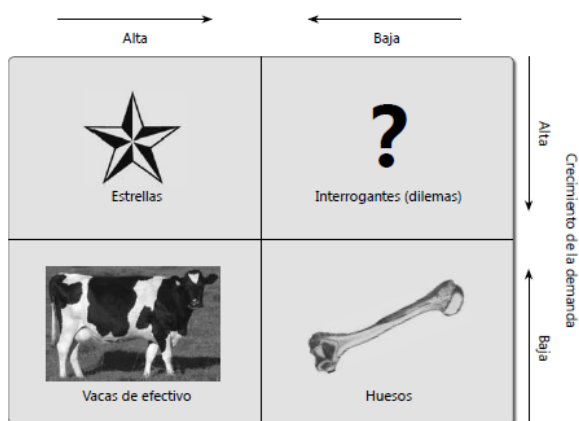 Alta
Baja
Estrellas
?
Interrogantes (dilemas)
Alta
Crecimiento de la demanda
Vacas de efectivo
Huesos
Baja